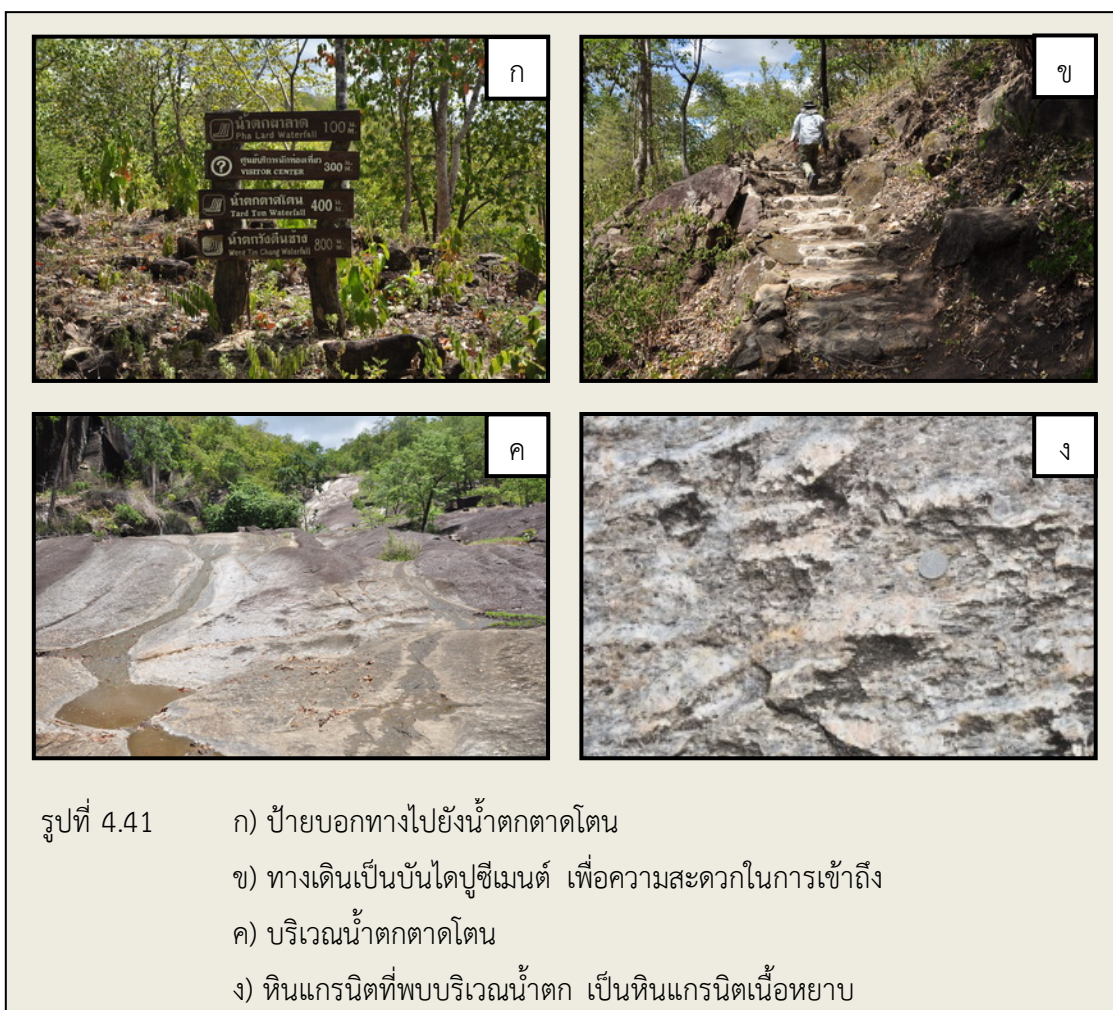 ก
น้ำตกผาลาด 100 ม.
Pha Lard Waterfall M.
ศูนย์บริการนักท่องเที่ยว 300 ม.
VISITOR CENTER M.
น้ำตกตาดโตน 400 ม.
Tard Ton Waterfall M.
น้ำตกวังตีนช้าง 800 ม.
Wang Tin Chang Waterfall M.
ข
ค
ง
รูปที่ 4.41 ก) ป้ายบอกทางไปยังน้ำตกตาดโตน
ข) ทางเดินเป็นบันไดปูซีเมนต์ เพื่อความสะดวกในการเข้าถึง
ค) บริเวณน้ำตกตาดโตน
ง) หินแกรนิตที่พบบริเวณน้ำตก เป็นหินแกรนิตเนื้อหยาบ